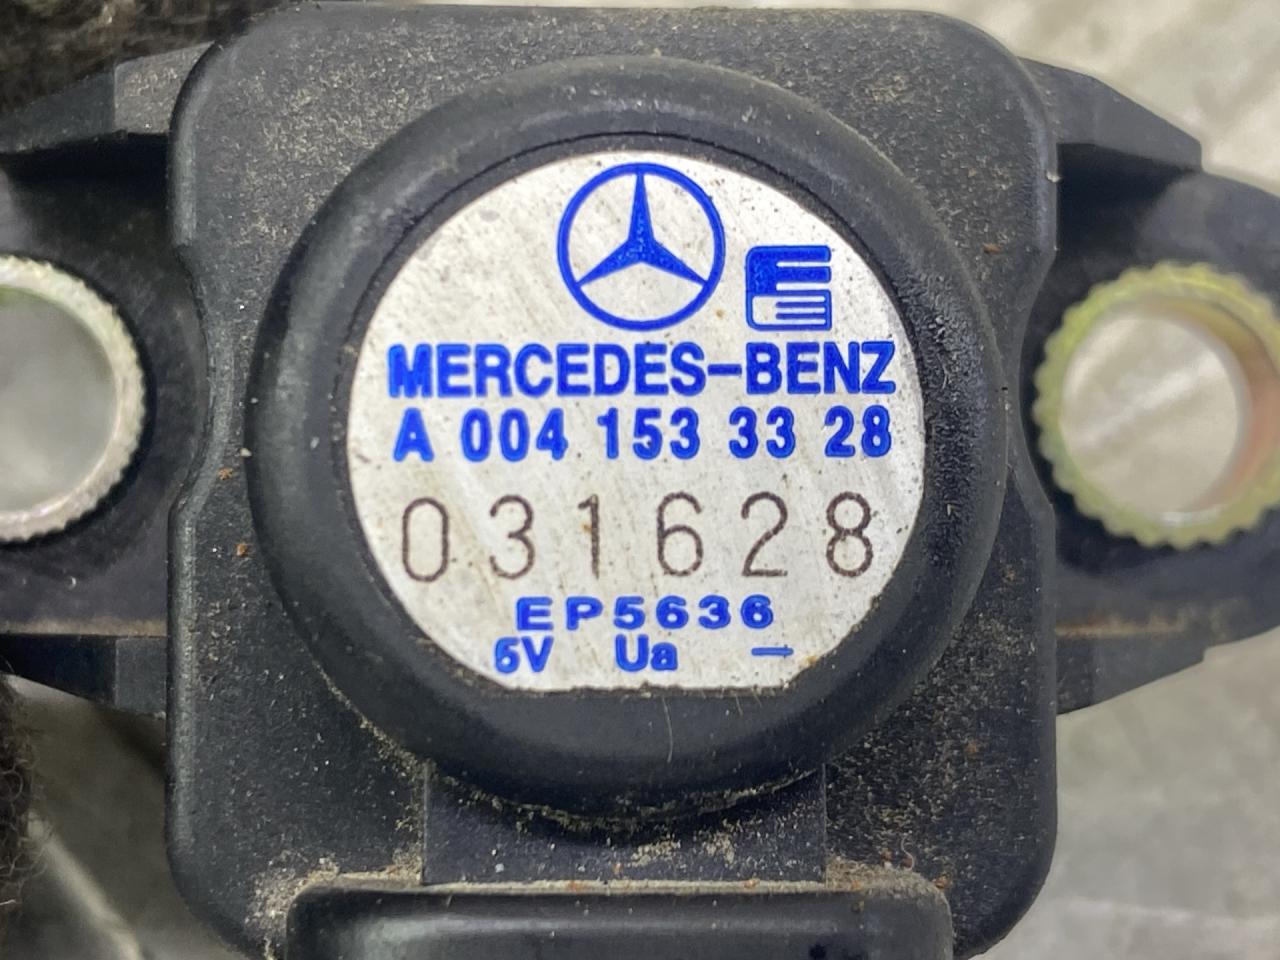 MERCEDES-BENZ
A 004 153 33 28
031628
EP5636
5V Ua –